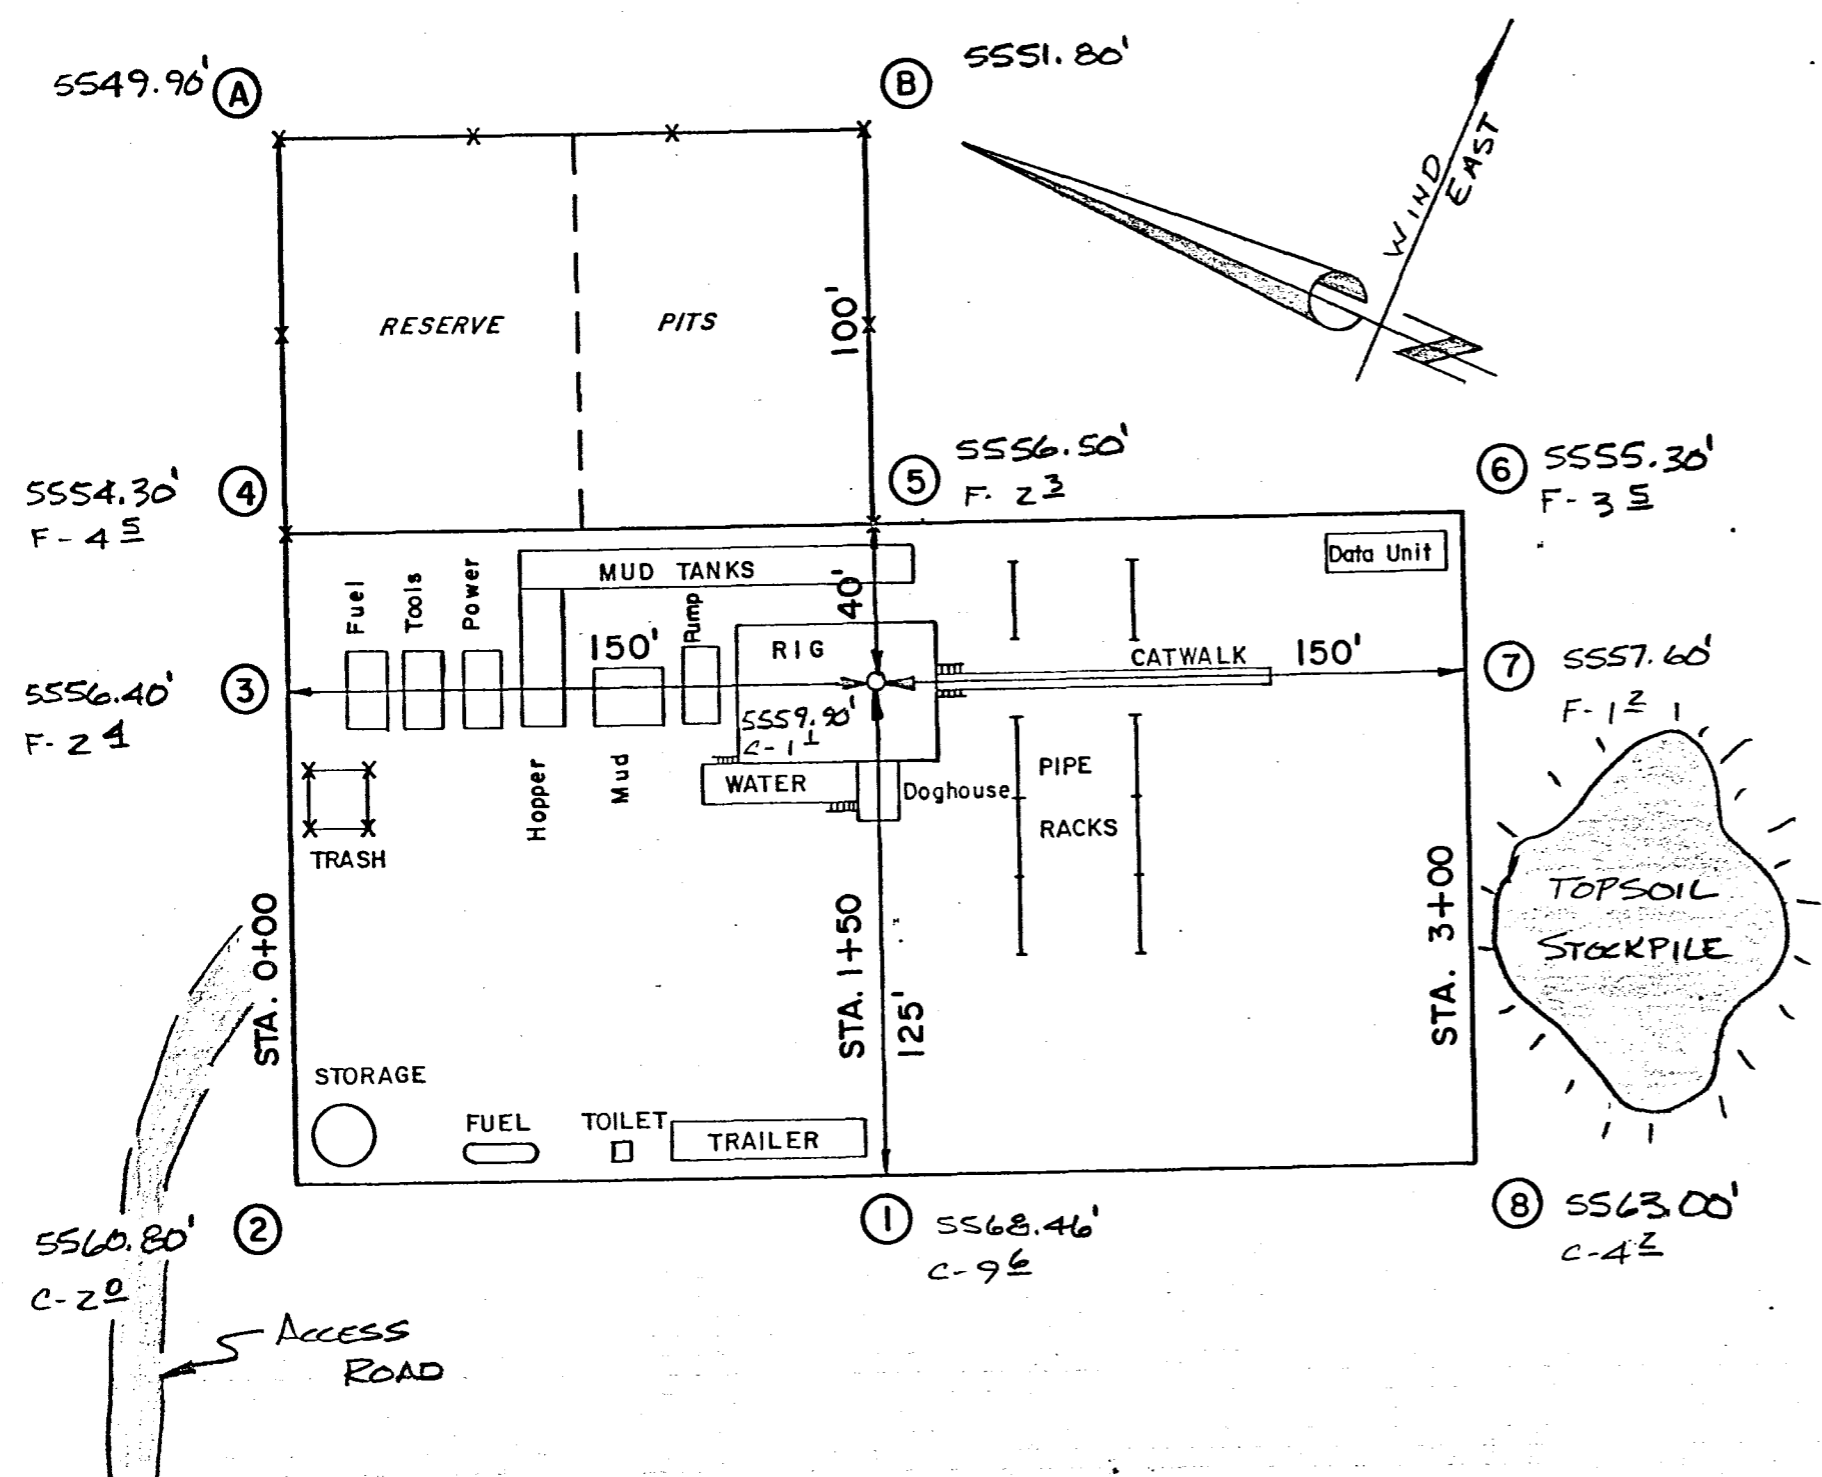 5549.90' A
B 5551.80'
WIND
EAST
RESERVE PITS
100'
5554.30' 4
F-4 5
5 5556.50'
F-2 3
6 5555.30'
F-3 5
Data Unit
MUD TANKS
Fuel
Tools
Power
Pump
40'
150'
RIG
CATWALK 150'
5556.40' 3
F-2 4
7 5557.60'
F-1 2
5559.90'
C-1 1
Hopper
Mud
WATER
Doghouse
PIPE
RACKS
TRASH
TOPSOIL
STOCKPILE
STA. 0+00
STA. 1+50
125'
STA. 3+00
STORAGE
FUEL
TOILET
TRAILER
5560.80' 2
C-2 0
1 5568.46'
C-9 6
8 5563.00'
C-4 2
ACCESS
ROAD